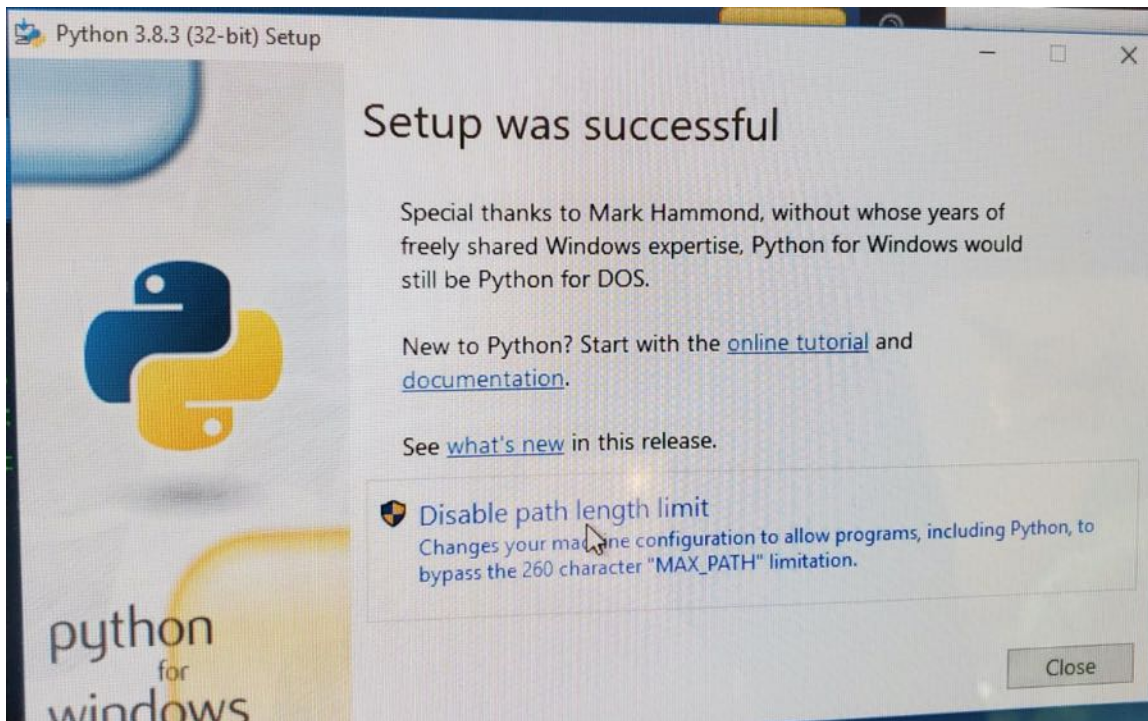 Python 3.8.3 (32-bit) Setup
Setup was successful
Special thanks to Mark Hammond, without whose years of
freely shared Windows expertise, Python for Windows would
still be Python for DOS.
New to Python? Start with the online tutorial and
documentation.
See what's new in this release.
Disable path length limit
Changes your machine configuration to allow programs, including Python, to
bypass the 260 character "MAX_PATH" limitation.
python
for
windows
Close